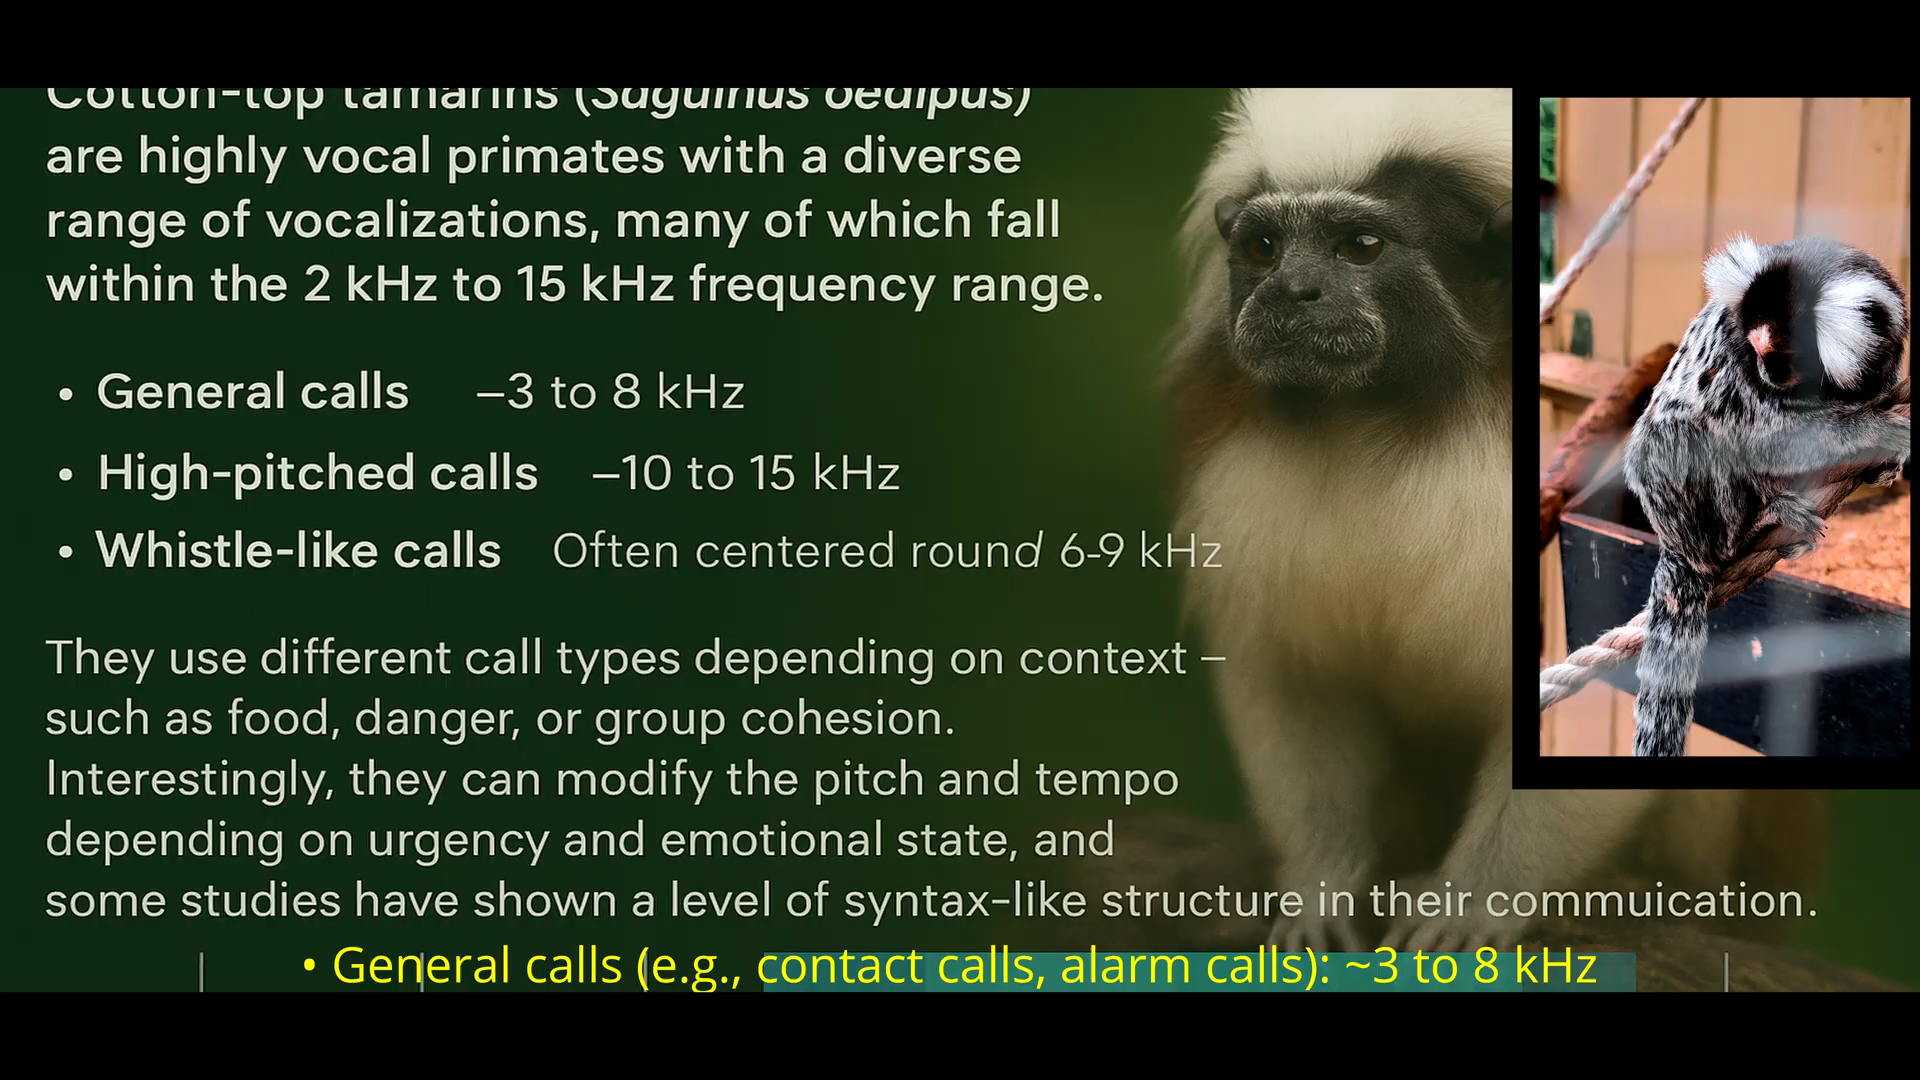 Cotton-top tamarins (Saguinus oedipus)
are highly vocal primates with a diverse
range of vocalizations, many of which fall
within the 2 kHz to 15 kHz frequency range.
• General calls –3 to 8 kHz
• High-pitched calls –10 to 15 kHz
• Whistle-like calls Often centered round 6-9 kHz
They use different call types depending on context –
such as food, danger, or group cohesion.
Interestingly, they can modify the pitch and tempo
depending on urgency and emotional state, and
some studies have shown a level of syntax-like structure in their commuication.
• General calls (e.g., contact calls, alarm calls): ~3 to 8 kHz